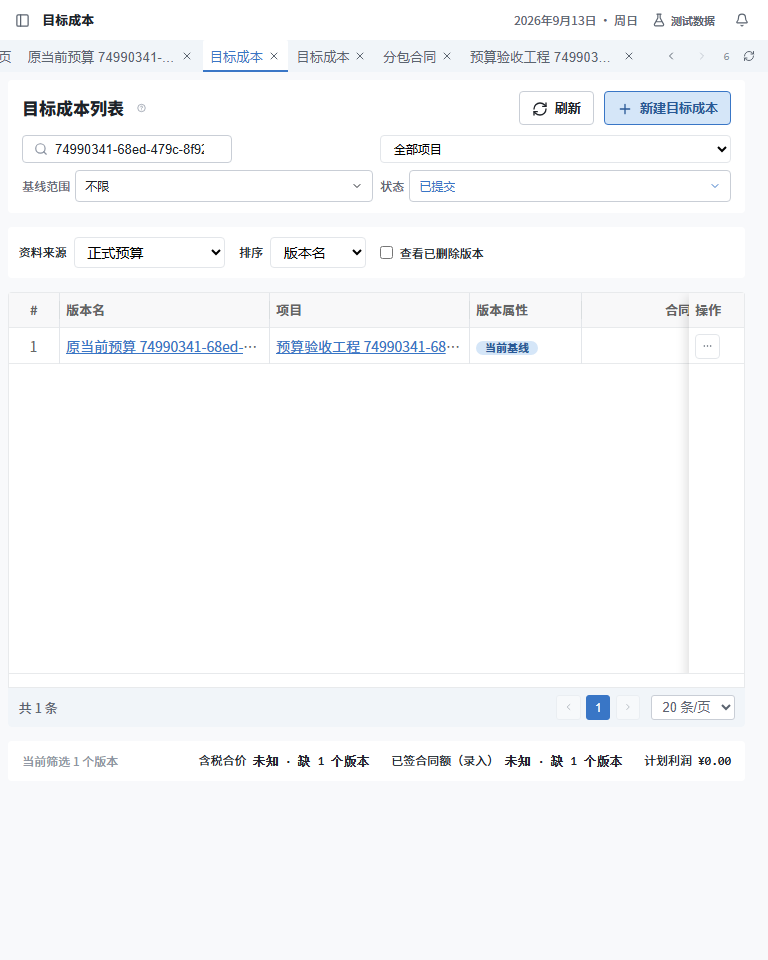 目标成本 2026年9月13日 · 周日 测试数据
页 原当前预算 74990341-... 目标成本 目标成本 分包合同 预算验收工程 749903... 6
目标成本列表 刷新 新建目标成本
74990341-68ed-479c-8f92 全部项目
基线范围 不限 状态 已提交
资料来源 正式预算 排序 版本名 查看已删除版本
# 版本名 项目 版本属性 合同 操作
1 原当前预算 74990341-68ed-··· 预算验收工程 74990341-68··· 当前基线 ···
共 1 条 1 20 条/页
当前筛选 1 个版本 含税合价 未知 · 缺 1 个版本 已签合同额（录入） 未知 · 缺 1 个版本 计划利润 ¥0.00